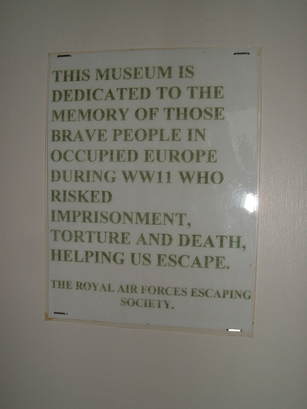 THIS MUSEUM IS
DEDICATED TO THE
MEMORY OF THOSE
BRAVE PEOPLE IN
OCCUPIED EUROPE
DURING WW11 WHO
RISKED
IMPRISONMENT,
TORTURE AND DEATH,
HELPING US ESCAPE.
THE ROYAL AIR FORCES ESCAPING
SOCIETY.